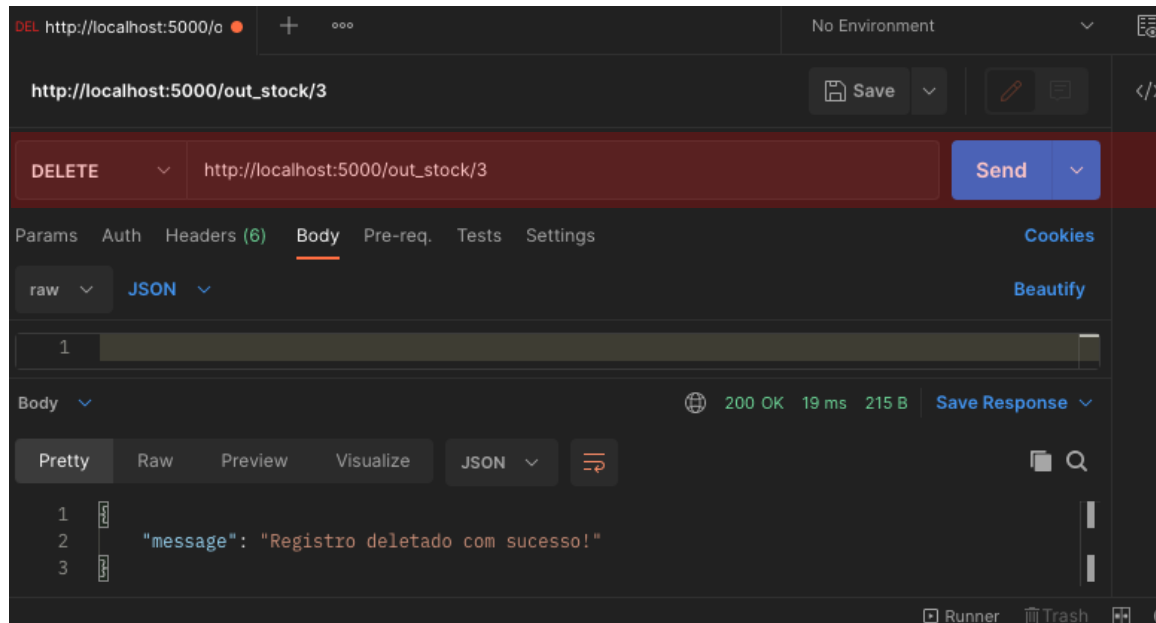 DEL http://localhost:5000/o No Environment
http://localhost:5000/out_stock/3 Save
DELETE http://localhost:5000/out_stock/3 Send
Params Auth Headers (6) Body Pre-req. Tests Settings Cookies
raw JSON Beautify
1
Body 200 OK 19 ms 215 B Save Response
Pretty Raw Preview Visualize JSON
1 {
2 "message": "Registro deletado com sucesso!"
3 }
Runner Trash